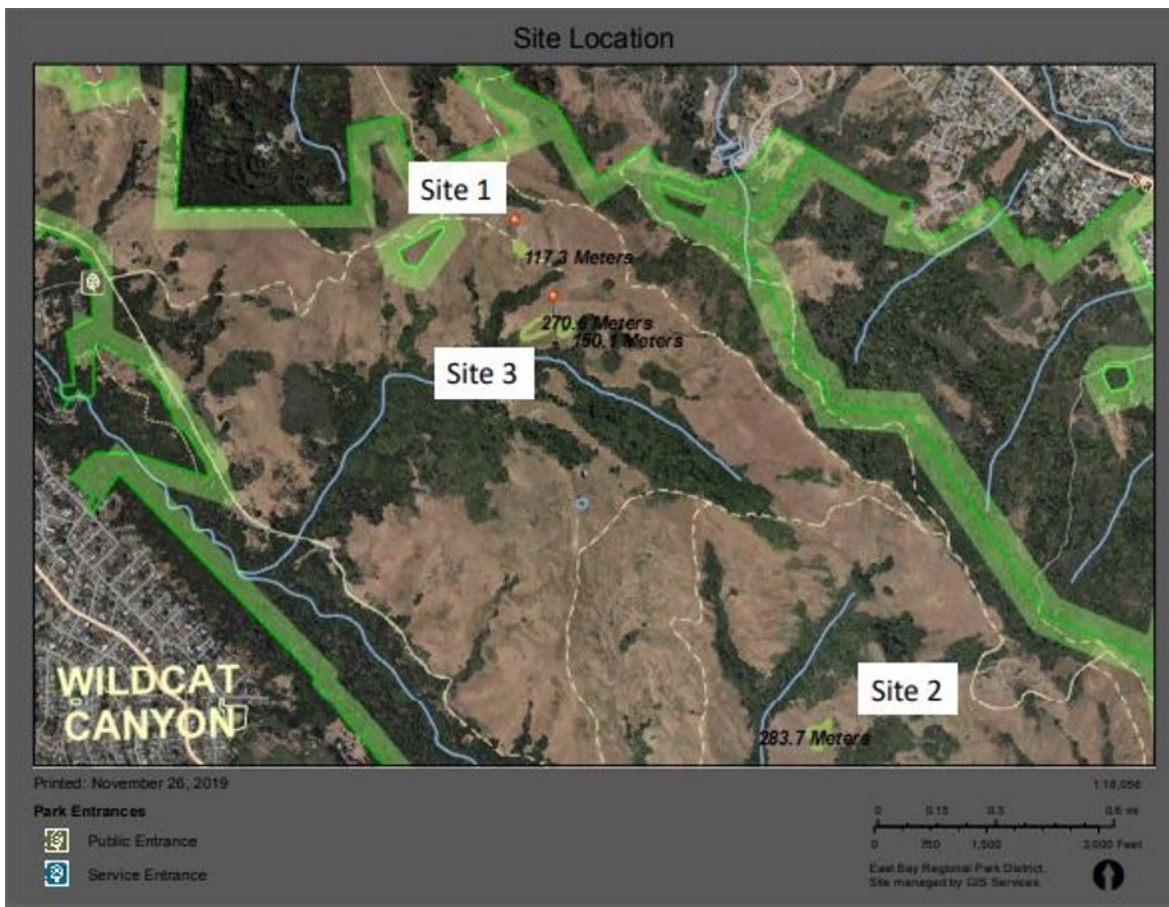 Site Location
Site 1
117.3 Meters
270.6 Meters
150.1 Meters
Site 3
Site 2
283.7 Meters
WILDCAT
CANYON
Printed: November 26, 2019
Park Entrances
Public Entrance
Service Entrance
0 0.15 0.3 0.6 mi
0 750 1,500 3,000 Feet
East Bay Regional Park District.
Site managed by GIS Services.